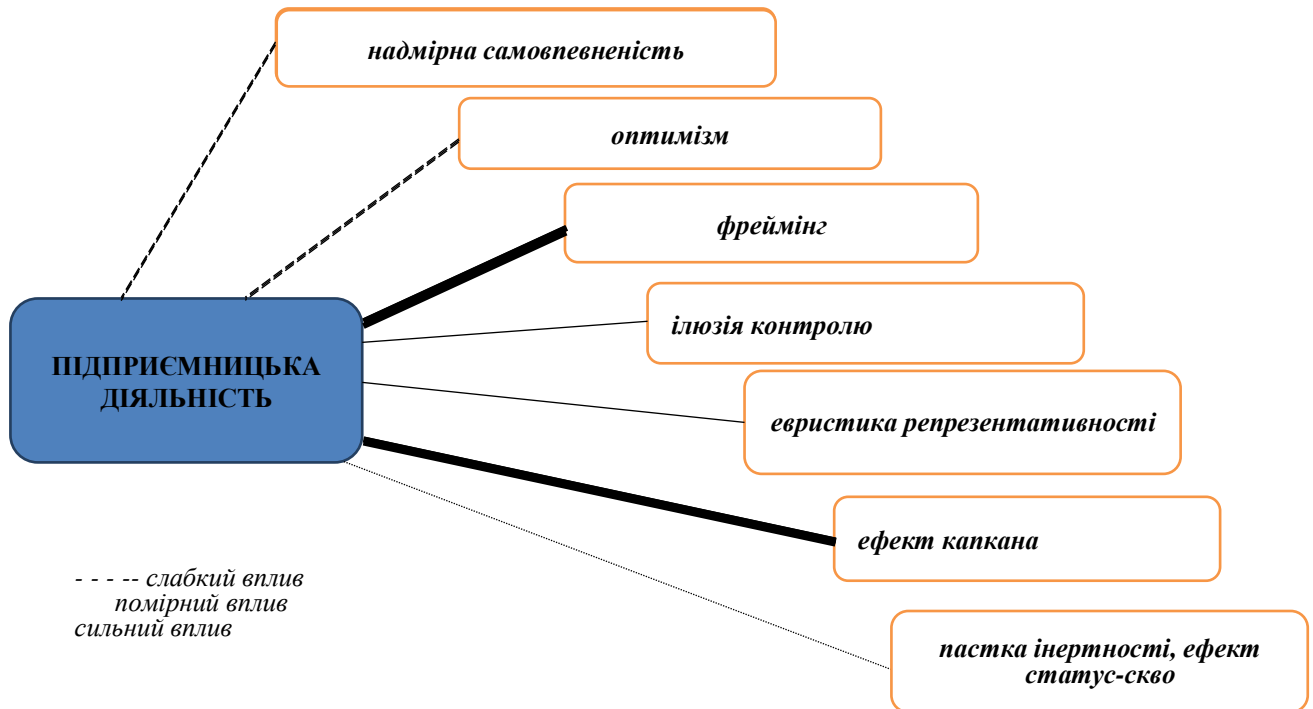 надмірна самовпевненість
оптимізм
фреймінг
ілюзія контролю
ПІДПРИЄМНИЦЬКА
ДІЯЛЬНІСТЬ
евристика репрезентативності
ефект капкана
- - - -- слабкий вплив
помірний вплив
сильний вплив
пастка інертності, ефект
статус-скво